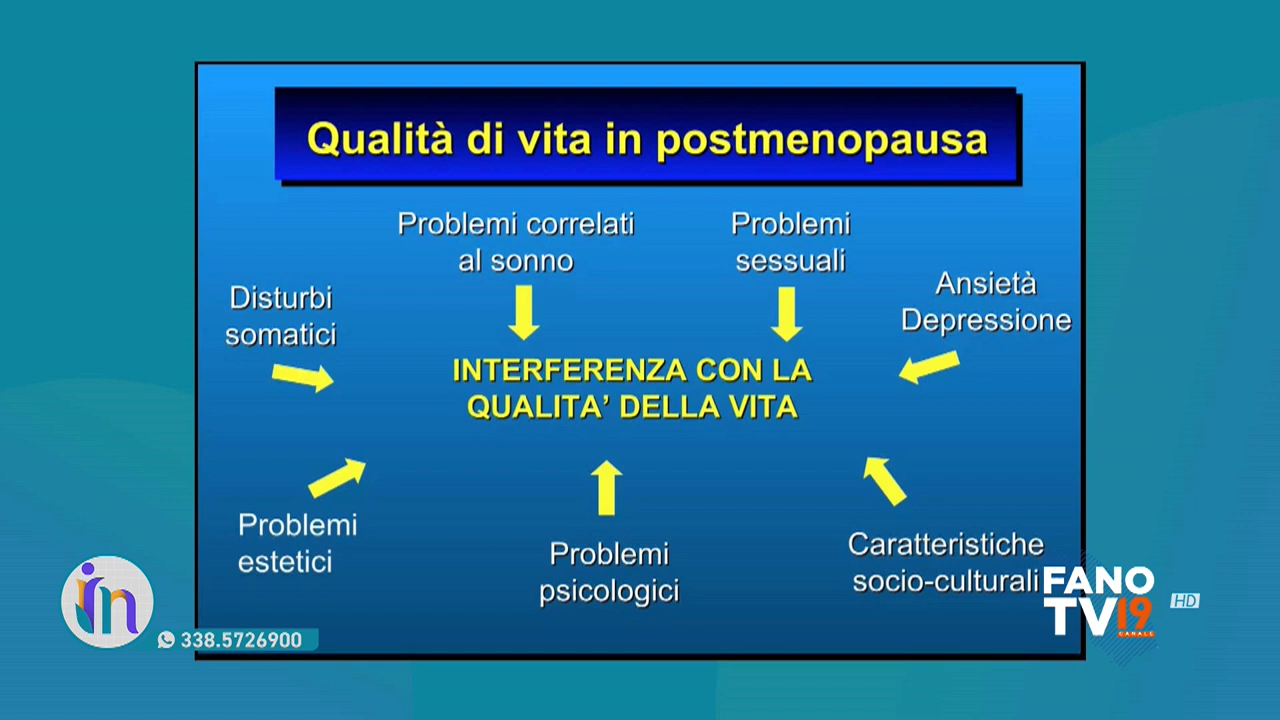 Qualità di vita in postmenopausa
Problemi correlati
al sonno
Problemi
sessuali
Disturbi
somatici
Ansietà
Depressione
INTERFERENZA CON LA
QUALITA’ DELLA VITA
Problemi
estetici
Problemi
psicologici
Caratteristiche
socio-culturali
in
338.5726900
FANO
TV19
CANALE
HD